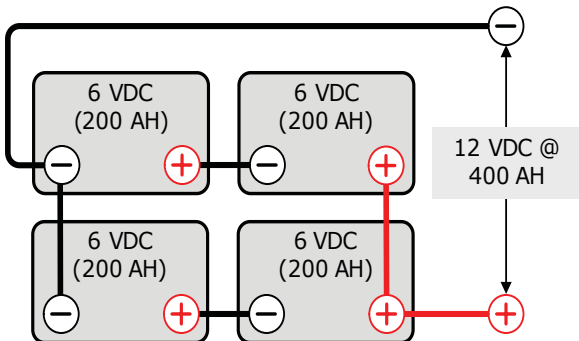 −
6 VDC
(200 AH)
6 VDC
(200 AH)
− + − +
12 VDC @
400 AH
6 VDC
(200 AH)
6 VDC
(200 AH)
− + − + +